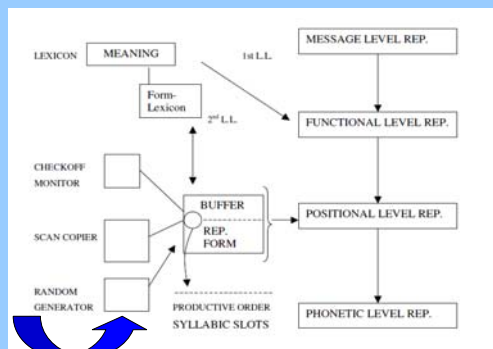 MESSAGE LEVEL REP.
LEXICON
MEANING
1st L.L.
Form-
Lexicon
2nd L.L.
FUNCTIONAL LEVEL REP.
CHECKOFF
MONITOR
BUFFER
REP.
FORM
POSITIONAL LEVEL REP.
SCAN COPIER
RANDOM
GENERATOR
PRODUCTIVE ORDER
SYLLABIC SLOTS
PHONETIC LEVEL REP.